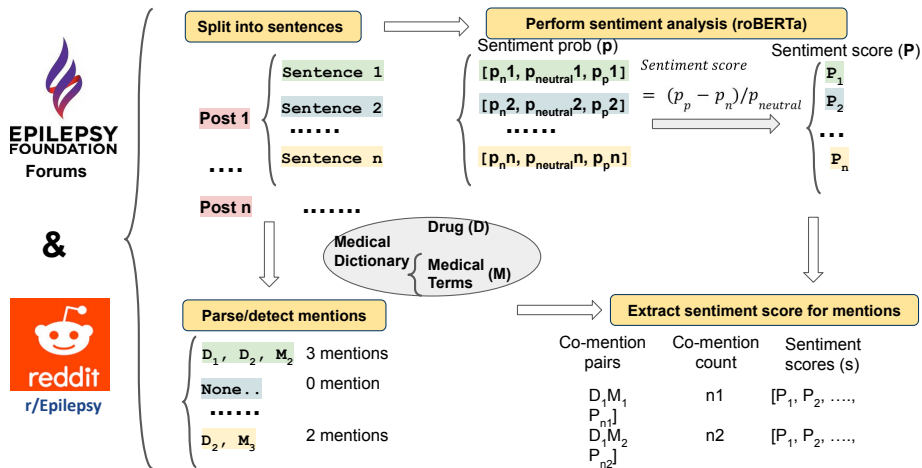 Split into sentences
Perform sentiment analysis (roBERTa)
EPILEPSY
FOUNDATION
Forums
&
reddit
r/Epilepsy
Post 1
....
Post n
.......
Sentence 1
Sentence 2
......
Sentence n
Sentiment prob (p)
[pn1, pneutral1, pp1]
[pn2, pneutral2, pp2]
......
[pnn, pneutraln, ppn]
Sentiment score
= (pp − pn)/pneutral
Sentiment score (P)
P1
P2
...
Pn
Drug (D)
Medical
Dictionary
Medical
Terms (M)
Parse/detect mentions
D1, D2, M2 3 mentions
None.. 0 mention
......
D2, M3 2 mentions
Extract sentiment score for mentions
Co-mention
pairs
Co-mention
count
Sentiment
scores (s)
D1M1 n1 [P1, P2, ....,
Pn1]
D1M2 n2 [P1, P2, ....,
Pn2]